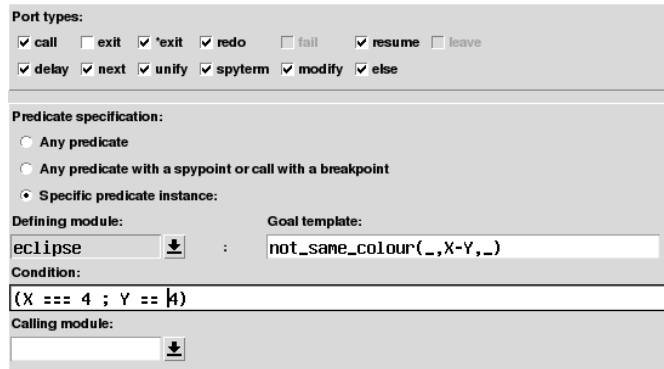 Port types:
call exit *exit redo fail resume leave
delay next unify spyterm modify else
Predicate specification:
Any predicate
Any predicate with a spypoint or call with a breakpoint
Specific predicate instance:
Defining module: Goal template:
eclipse : not_same_colour(_,X-Y,_)
Condition:
(X === 4 ; Y == 4)
Calling module: